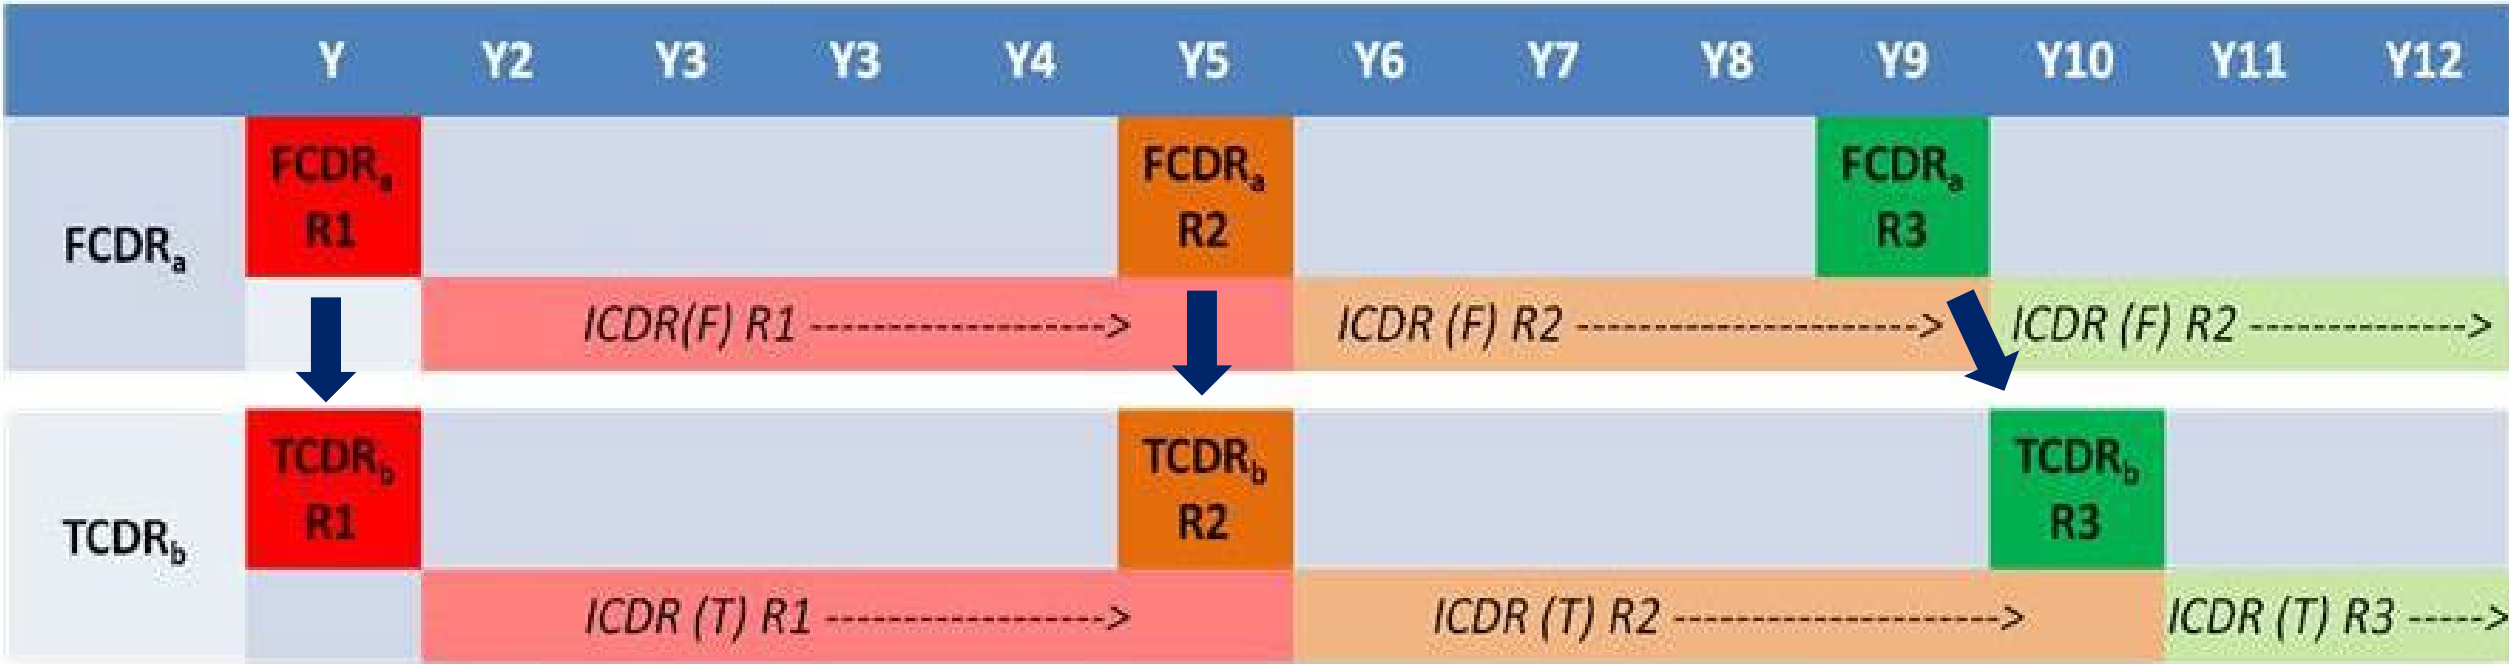 Y Y2 Y3 Y3 Y4 Y5 Y6 Y7 Y8 Y9 Y10 Y11 Y12
FCDRa
FCDRa
R1
FCDRa
R2
FCDRa
R3
ICDR(F) R1 ------------------->
ICDR (F) R2 ----------------------->
ICDR (F) R2 --------------->
TCDRb
TCDRb
R1
TCDRb
R2
TCDRb
R3
ICDR (T) R1 ------------------->
ICDR (T) R2 ---------------------->
ICDR (T) R3 ----->